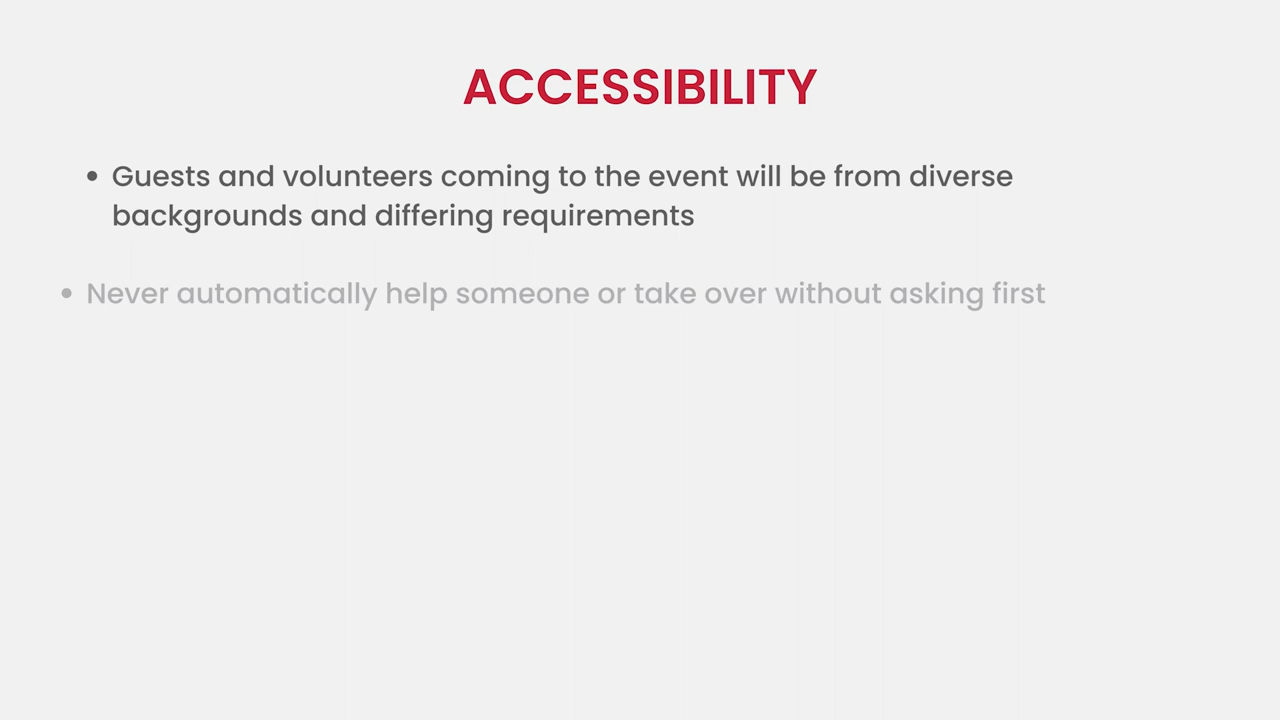 ACCESSIBILITY
• Guests and volunteers coming to the event will be from diverse
backgrounds and differing requirements
• Never automatically help someone or take over without asking first